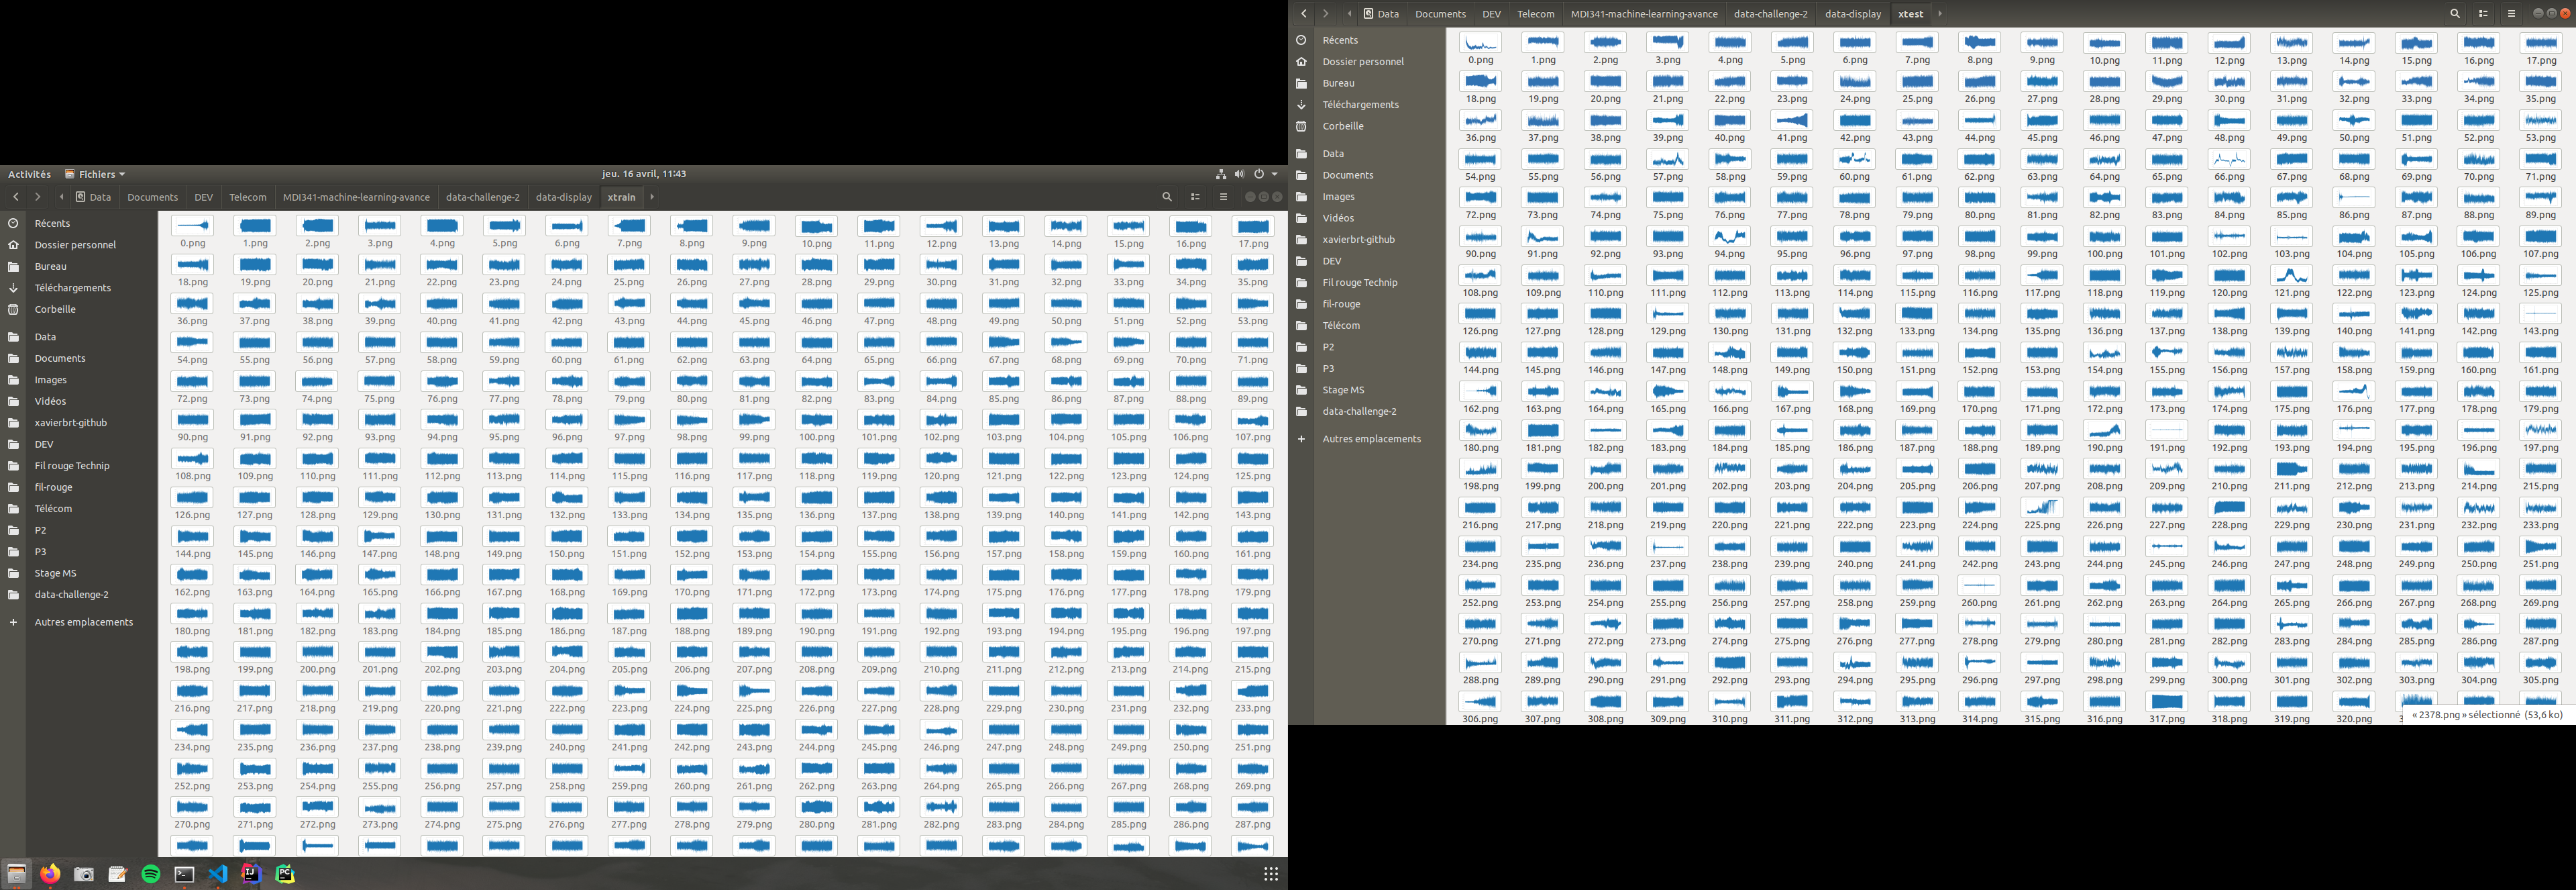 Activités Fichiers jeu. 16 avril, 11:43
Data Documents DEV Telecom MDI341-machine-learning-avance data-challenge-2 data-display xtrain
Récents
Dossier personnel
Bureau
Téléchargements
Corbeille
Data
Documents
Images
Vidéos
xavierbrt-github
DEV
Fil rouge Technip
fil-rouge
Télécom
P2
P3
Stage MS
data-challenge-2
Autres emplacements
0.png 1.png 2.png 3.png 4.png 5.png 6.png 7.png 8.png 9.png 10.png 11.png 12.png 13.png 14.png 15.png 16.png 17.png
18.png 19.png 20.png 21.png 22.png 23.png 24.png 25.png 26.png 27.png 28.png 29.png 30.png 31.png 32.png 33.png 34.png 35.png
36.png 37.png 38.png 39.png 40.png 41.png 42.png 43.png 44.png 45.png 46.png 47.png 48.png 49.png 50.png 51.png 52.png 53.png
54.png 55.png 56.png 57.png 58.png 59.png 60.png 61.png 62.png 63.png 64.png 65.png 66.png 67.png 68.png 69.png 70.png 71.png
72.png 73.png 74.png 75.png 76.png 77.png 78.png 79.png 80.png 81.png 82.png 83.png 84.png 85.png 86.png 87.png 88.png 89.png
90.png 91.png 92.png 93.png 94.png 95.png 96.png 97.png 98.png 99.png 100.png 101.png 102.png 103.png 104.png 105.png 106.png 107.png
108.png 109.png 110.png 111.png 112.png 113.png 114.png 115.png 116.png 117.png 118.png 119.png 120.png 121.png 122.png 123.png 124.png 125.png
126.png 127.png 128.png 129.png 130.png 131.png 132.png 133.png 134.png 135.png 136.png 137.png 138.png 139.png 140.png 141.png 142.png 143.png
144.png 145.png 146.png 147.png 148.png 149.png 150.png 151.png 152.png 153.png 154.png 155.png 156.png 157.png 158.png 159.png 160.png 161.png
162.png 163.png 164.png 165.png 166.png 167.png 168.png 169.png 170.png 171.png 172.png 173.png 174.png 175.png 176.png 177.png 178.png 179.png
180.png 181.png 182.png 183.png 184.png 185.png 186.png 187.png 188.png 189.png 190.png 191.png 192.png 193.png 194.png 195.png 196.png 197.png
198.png 199.png 200.png 201.png 202.png 203.png 204.png 205.png 206.png 207.png 208.png 209.png 210.png 211.png 212.png 213.png 214.png 215.png
216.png 217.png 218.png 219.png 220.png 221.png 222.png 223.png 224.png 225.png 226.png 227.png 228.png 229.png 230.png 231.png 232.png 233.png
234.png 235.png 236.png 237.png 238.png 239.png 240.png 241.png 242.png 243.png 244.png 245.png 246.png 247.png 248.png 249.png 250.png 251.png
252.png 253.png 254.png 255.png 256.png 257.png 258.png 259.png 260.png 261.png 262.png 263.png 264.png 265.png 266.png 267.png 268.png 269.png
270.png 271.png 272.png 273.png 274.png 275.png 276.png 277.png 278.png 279.png 280.png 281.png 282.png 283.png 284.png 285.png 286.png 287.png
IJ
PC
Data Documents DEV Telecom MDI341-machine-learning-avance data-challenge-2 data-display xtest
Récents
Dossier personnel
Bureau
Téléchargements
Corbeille
Data
Documents
Images
Vidéos
xavierbrt-github
DEV
Fil rouge Technip
fil-rouge
Télécom
P2
P3
Stage MS
data-challenge-2
Autres emplacements
0.png 1.png 2.png 3.png 4.png 5.png 6.png 7.png 8.png 9.png 10.png 11.png 12.png 13.png 14.png 15.png 16.png 17.png
18.png 19.png 20.png 21.png 22.png 23.png 24.png 25.png 26.png 27.png 28.png 29.png 30.png 31.png 32.png 33.png 34.png 35.png
36.png 37.png 38.png 39.png 40.png 41.png 42.png 43.png 44.png 45.png 46.png 47.png 48.png 49.png 50.png 51.png 52.png 53.png
54.png 55.png 56.png 57.png 58.png 59.png 60.png 61.png 62.png 63.png 64.png 65.png 66.png 67.png 68.png 69.png 70.png 71.png
72.png 73.png 74.png 75.png 76.png 77.png 78.png 79.png 80.png 81.png 82.png 83.png 84.png 85.png 86.png 87.png 88.png 89.png
90.png 91.png 92.png 93.png 94.png 95.png 96.png 97.png 98.png 99.png 100.png 101.png 102.png 103.png 104.png 105.png 106.png 107.png
108.png 109.png 110.png 111.png 112.png 113.png 114.png 115.png 116.png 117.png 118.png 119.png 120.png 121.png 122.png 123.png 124.png 125.png
126.png 127.png 128.png 129.png 130.png 131.png 132.png 133.png 134.png 135.png 136.png 137.png 138.png 139.png 140.png 141.png 142.png 143.png
144.png 145.png 146.png 147.png 148.png 149.png 150.png 151.png 152.png 153.png 154.png 155.png 156.png 157.png 158.png 159.png 160.png 161.png
162.png 163.png 164.png 165.png 166.png 167.png 168.png 169.png 170.png 171.png 172.png 173.png 174.png 175.png 176.png 177.png 178.png 179.png
180.png 181.png 182.png 183.png 184.png 185.png 186.png 187.png 188.png 189.png 190.png 191.png 192.png 193.png 194.png 195.png 196.png 197.png
198.png 199.png 200.png 201.png 202.png 203.png 204.png 205.png 206.png 207.png 208.png 209.png 210.png 211.png 212.png 213.png 214.png 215.png
216.png 217.png 218.png 219.png 220.png 221.png 222.png 223.png 224.png 225.png 226.png 227.png 228.png 229.png 230.png 231.png 232.png 233.png
234.png 235.png 236.png 237.png 238.png 239.png 240.png 241.png 242.png 243.png 244.png 245.png 246.png 247.png 248.png 249.png 250.png 251.png
252.png 253.png 254.png 255.png 256.png 257.png 258.png 259.png 260.png 261.png 262.png 263.png 264.png 265.png 266.png 267.png 268.png 269.png
270.png 271.png 272.png 273.png 274.png 275.png 276.png 277.png 278.png 279.png 280.png 281.png 282.png 283.png 284.png 285.png 286.png 287.png
288.png 289.png 290.png 291.png 292.png 293.png 294.png 295.png 296.png 297.png 298.png 299.png 300.png 301.png 302.png 303.png 304.png 305.png
306.png 307.png 308.png 309.png 310.png 311.png 312.png 313.png 314.png 315.png 316.png 317.png 318.png 319.png 320.png
« 2378.png » sélectionné (53,6 ko)